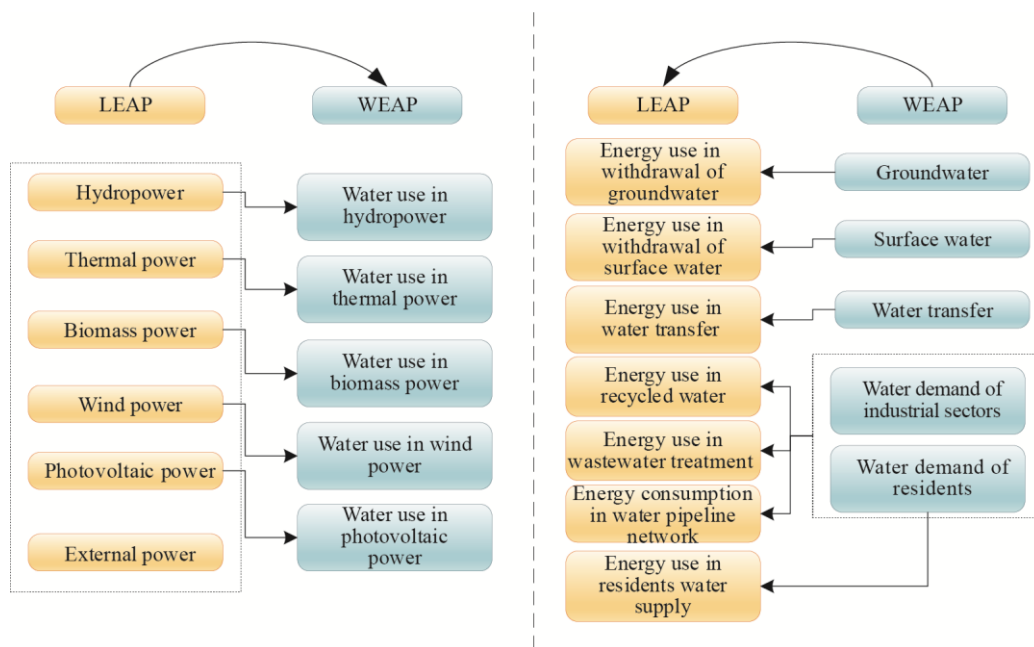 LEAP
WEAP
Hydropower
Thermal power
Biomass power
Wind power
Photovoltaic power
External power
Water use in
hydropower
Water use in
thermal power
Water use in
biomass power
Water use in wind
power
Water use in
photovoltaic
power
LEAP
WEAP
Energy use in
withdrawal of
groundwater
Energy use in
withdrawal of
surface water
Energy use in
water transfer
Energy use in
recycled water
Energy use in
wastewater treatment
Energy consumption
in water pipeline
network
Energy use in
residents water
supply
Groundwater
Surface water
Water transfer
Water demand of
industrial sectors
Water demand of
residents